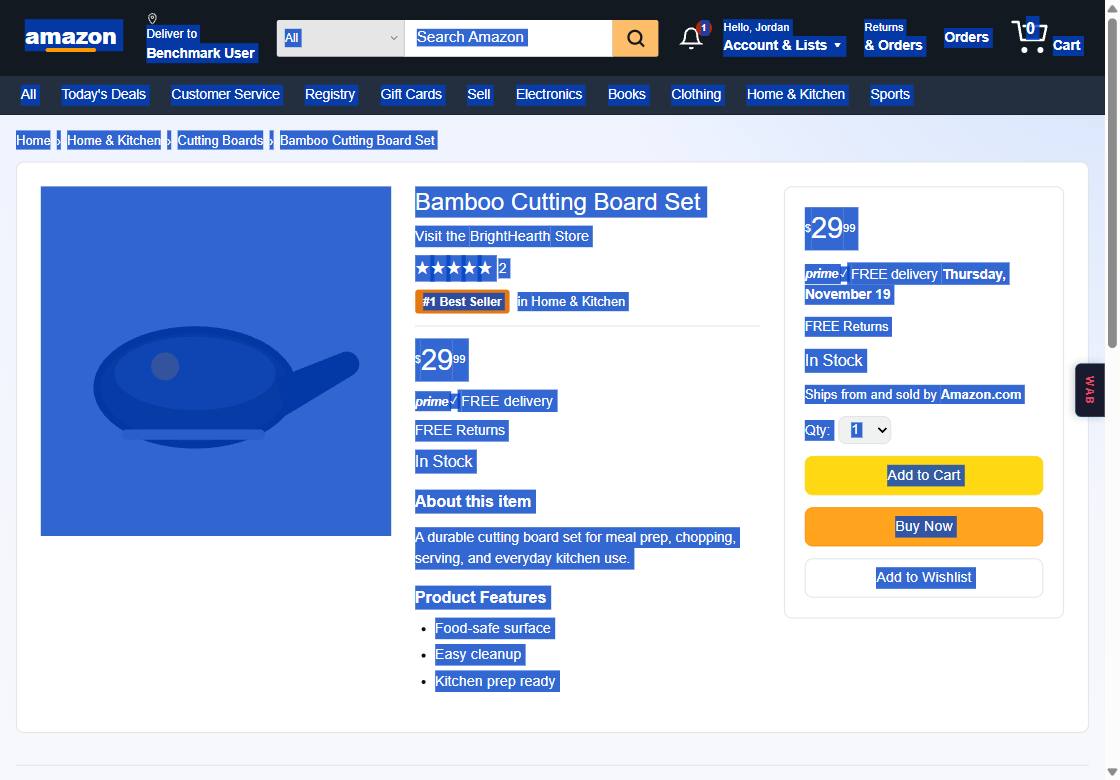 amazon
Deliver to
Benchmark User
All
Search Amazon
1
Hello, Jordan
Account & Lists
Returns
& Orders
Orders
0
Cart
All
Today's Deals
Customer Service
Registry
Gift Cards
Sell
Electronics
Books
Clothing
Home & Kitchen
Sports
Home › Home & Kitchen › Cutting Boards › Bamboo Cutting Board Set
Bamboo Cutting Board Set
Visit the BrightHearth Store
★★★★★ 2
#1 Best Seller in Home & Kitchen
$29 99
prime✓ FREE delivery
FREE Returns
In Stock
About this item
A durable cutting board set for meal prep, chopping,
serving, and everyday kitchen use.
Product Features
• Food-safe surface
• Easy cleanup
• Kitchen prep ready
$29 99
prime✓ FREE delivery Thursday,
November 19
FREE Returns
In Stock
Ships from and sold by Amazon.com
Qty: 1
Add to Cart
Buy Now
Add to Wishlist
WAB